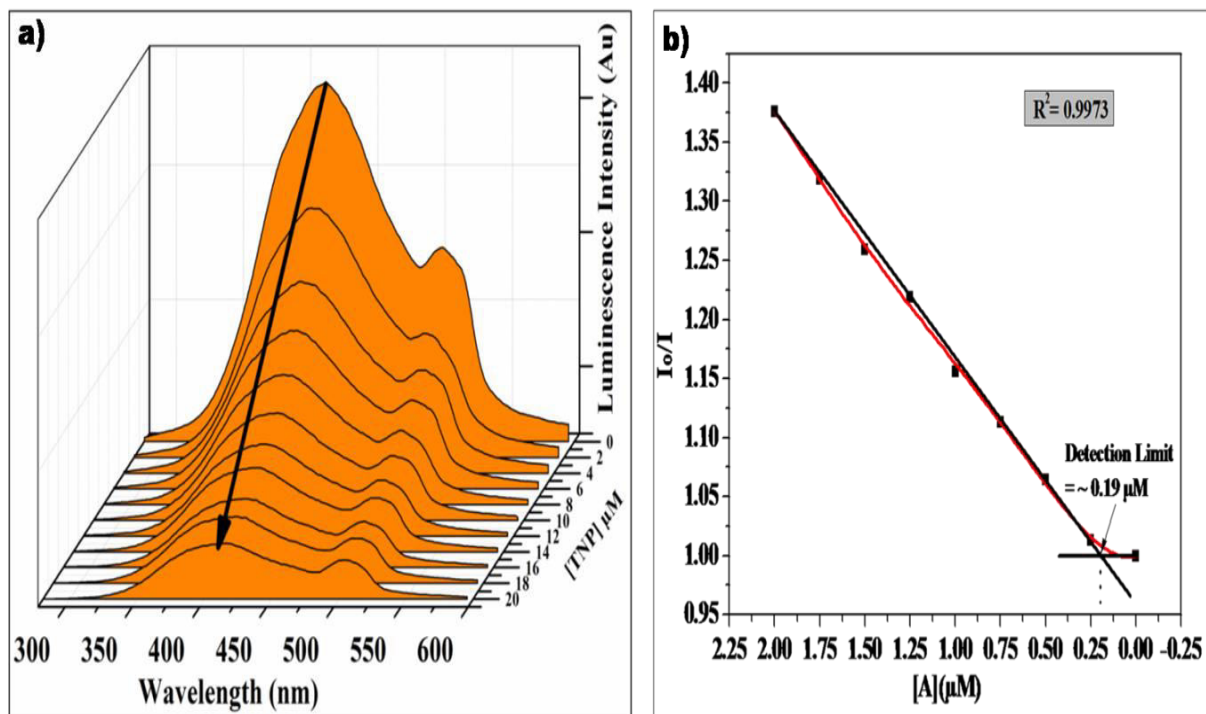 a)
Luminescence Intensity (Au)
0
2
4
6
8
10
12
14
16
18
20
[TNP] µM
300 350 400 450 500 550 600
Wavelength (nm)
b)
R²= 0.9973
1.40
1.35
1.30
1.25
1.20
1.15
1.10
1.05
1.00
0.95
I₀/I
Detection Limit
=~ 0.19 µM
2.25 2.00 1.75 1.50 1.25 1.00 0.75 0.50 0.25 0.00 -0.25
[A](µM)